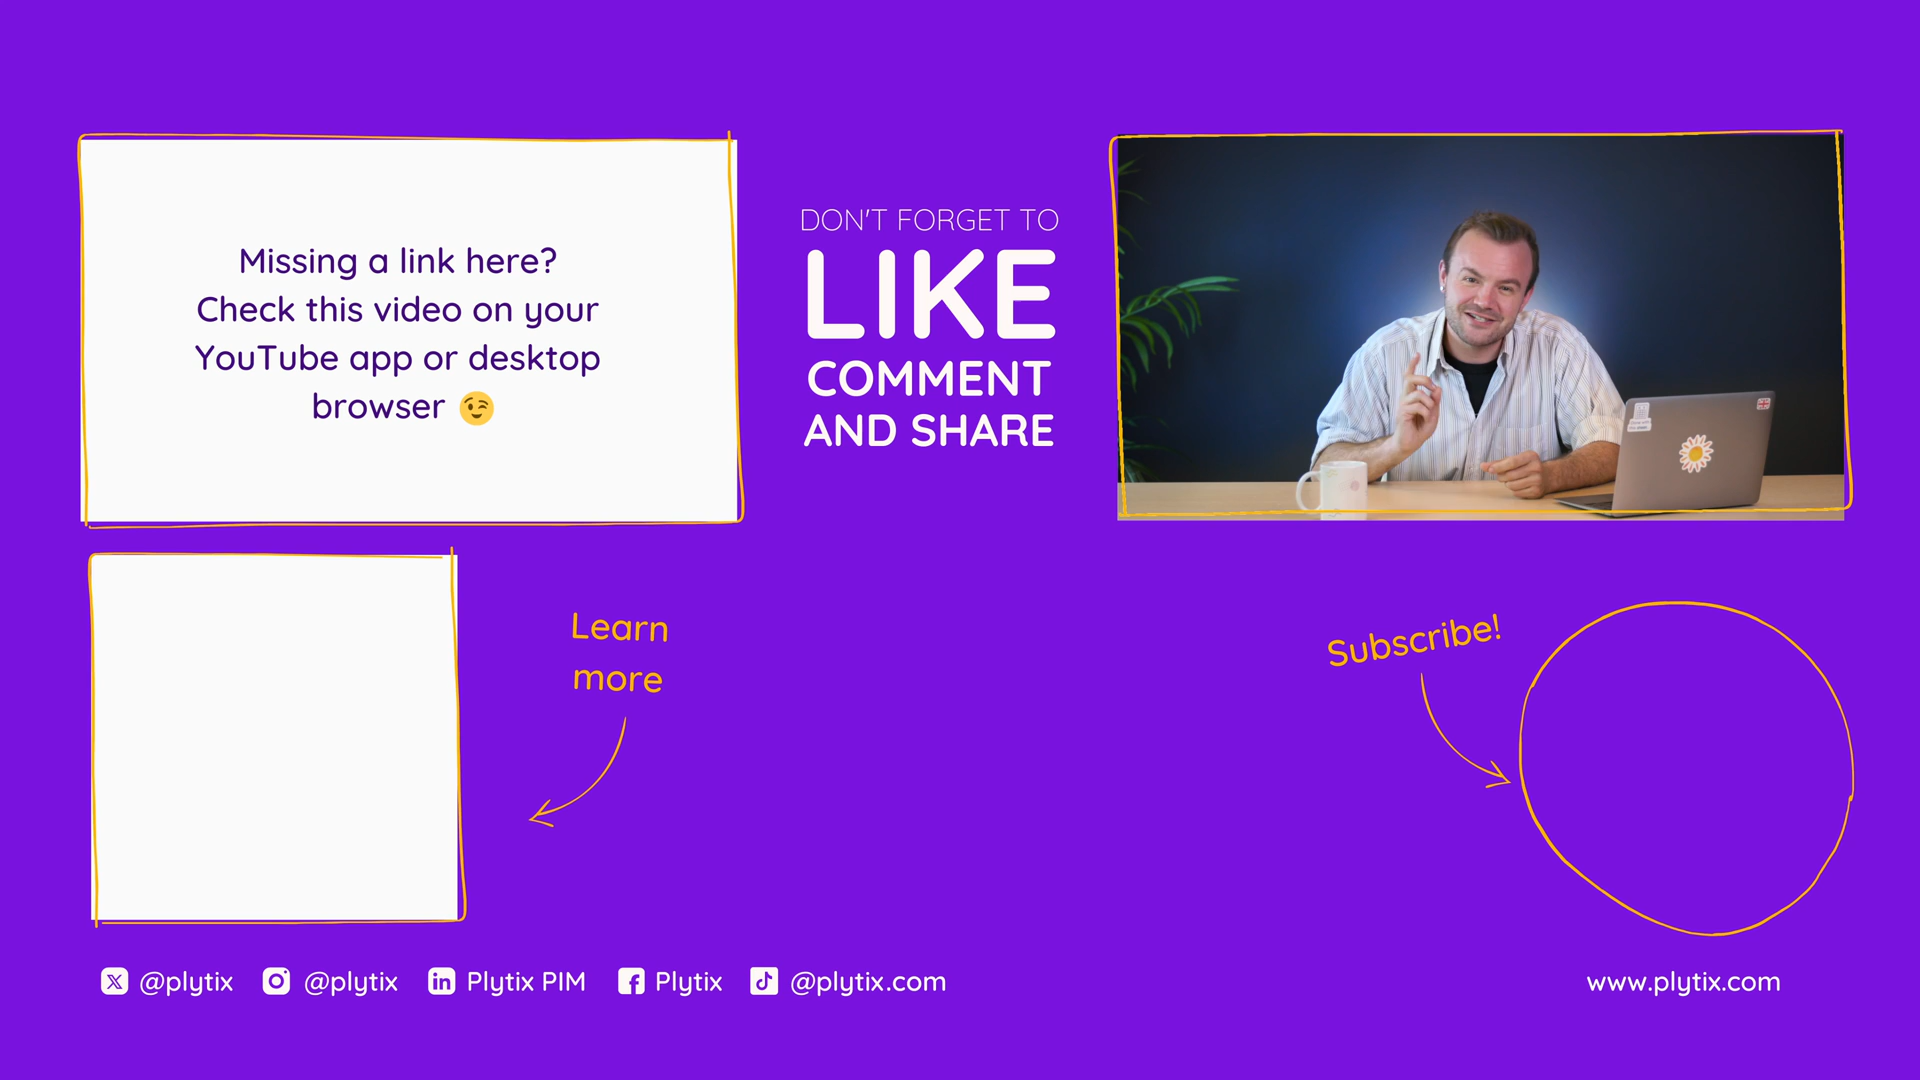 Missing a link here?
Check this video on your
YouTube app or desktop
browser 😉
DON'T FORGET TO
LIKE
COMMENT
AND SHARE
Learn
more
Subscribe!
@plytix
@plytix
Plytix PIM
Plytix
@plytix.com
www.plytix.com